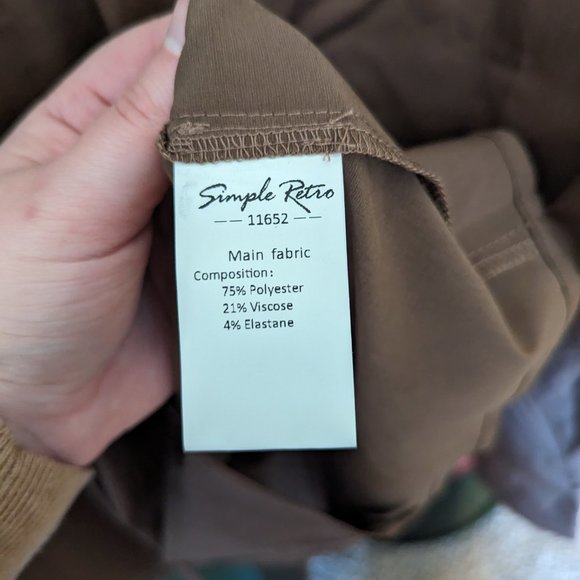 Simple Retro
—— 11652 ——
Main fabric
Composition:
75% Polyester
21% Viscose
4% Elastane